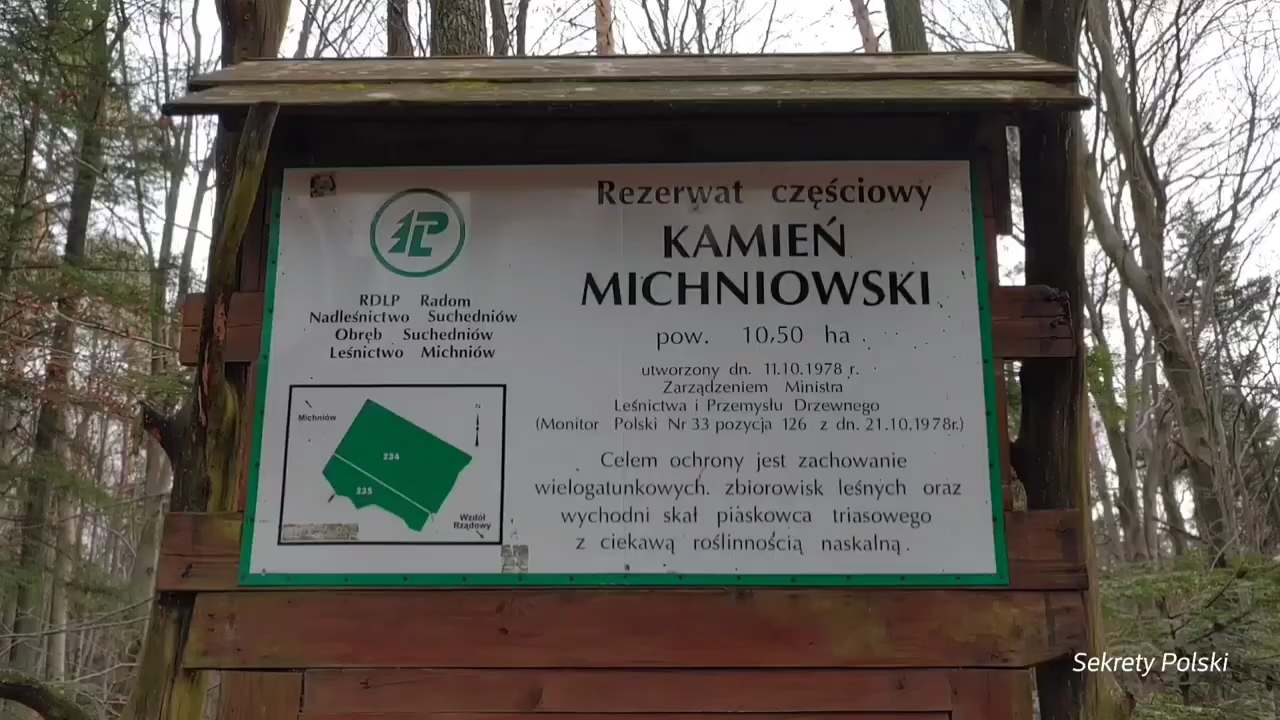 Rezerwat częściowy
KAMIEŃ
MICHNIOWSKI
pow. 10,50 ha
utworzony dn. 11.10.1978 r.
Zarządzeniem Ministra
Leśnictwa i Przemysłu Drzewnego
(Monitor Polski Nr 33 pozycja 126 z dn. 21.10.1978r.)
Celem ochrony jest zachowanie
wielogatunkowych. zbiorowisk leśnych oraz
wychodni skał piaskowca triasowego
z ciekawą roślinnością naskalną.
LP
RDLP Radom
Nadleśnictwo Suchedniów
Obręb Suchedniów
Leśnictwo Michniów
Michniów
N
234
235
Wzdół
Rządowy
Sekrety Polski